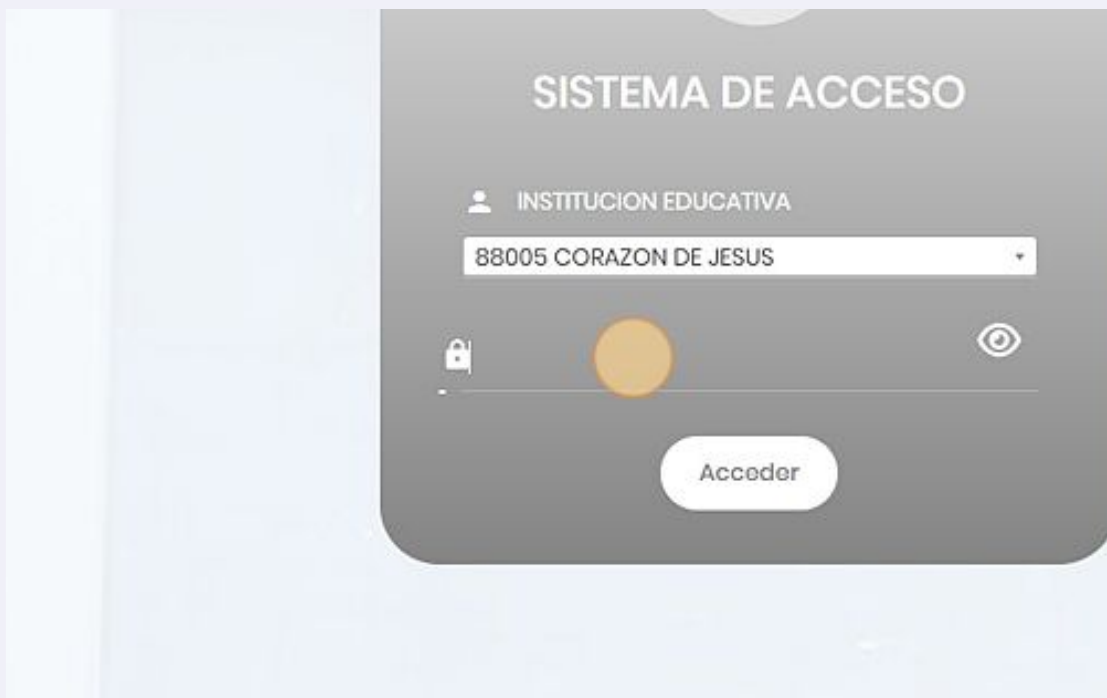 SISTEMA DE ACCESO
INSTITUCION EDUCATIVA
88005 CORAZON DE JESUS
Acceder